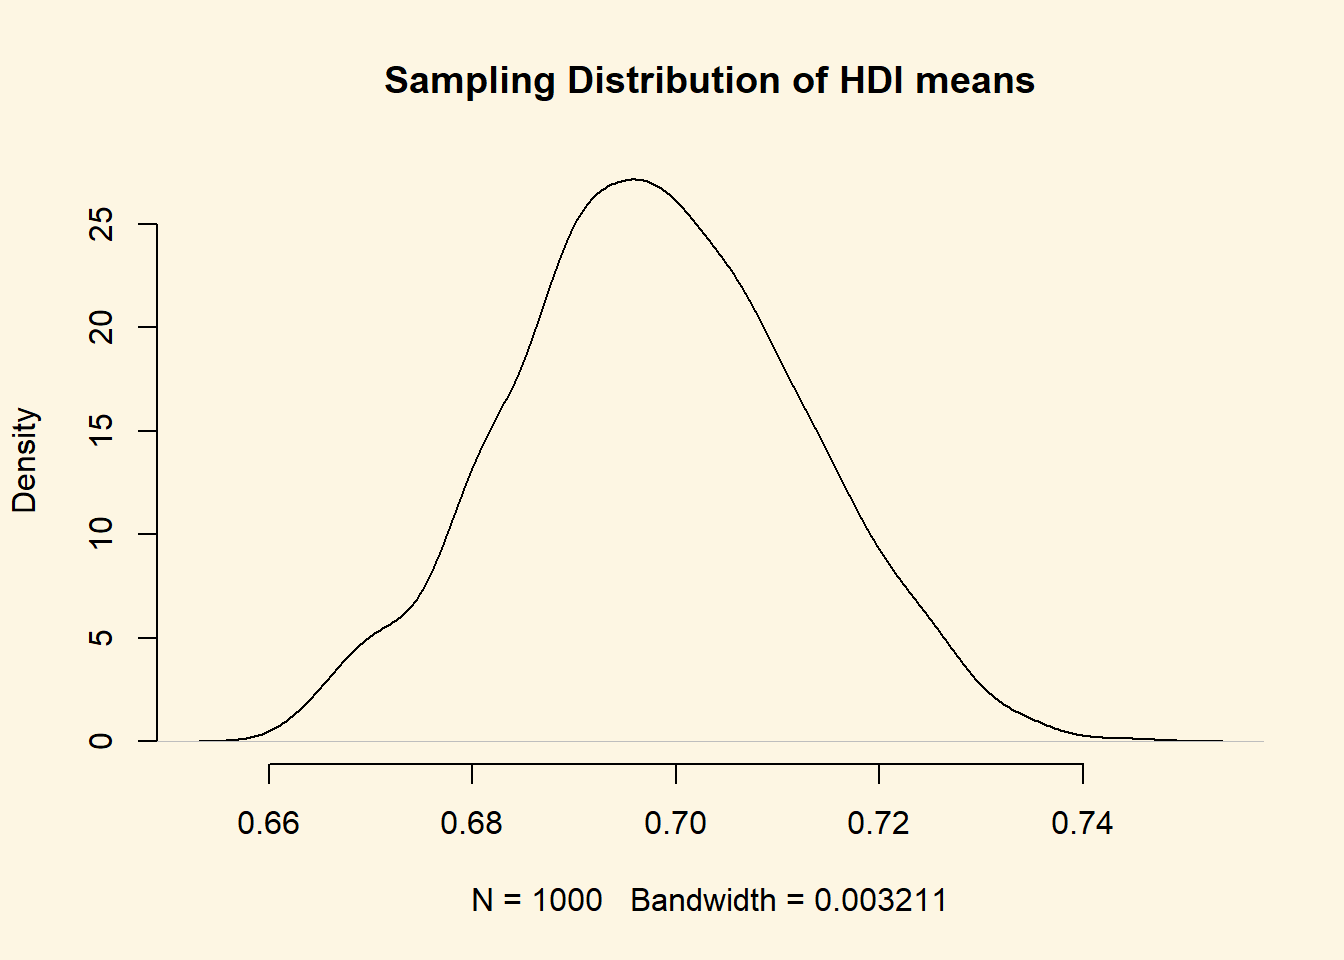 Sampling Distribution of HDI means
Density
25
20
15
10
5
0
0.66 0.68 0.70 0.72 0.74
N = 1000 Bandwidth = 0.003211